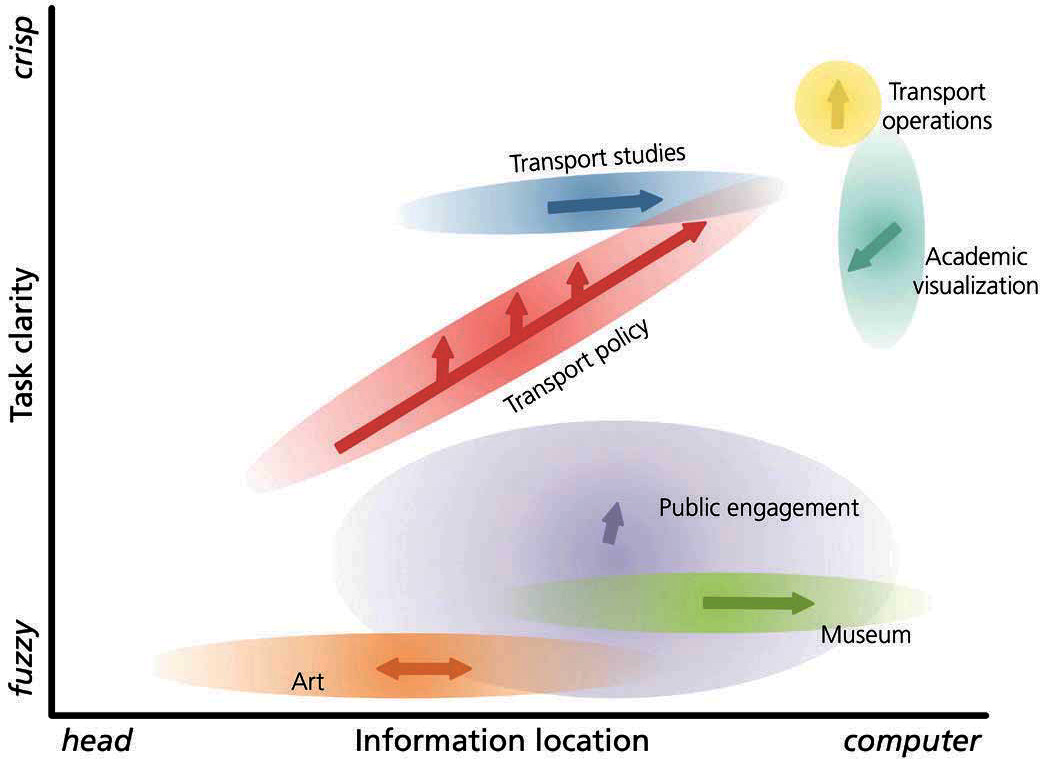 crisp
Transport
operations
Transport studies
Academic
visualization
Task clarity
Transport policy
Public engagement
Museum
fuzzy
Art
head
Information location
computer